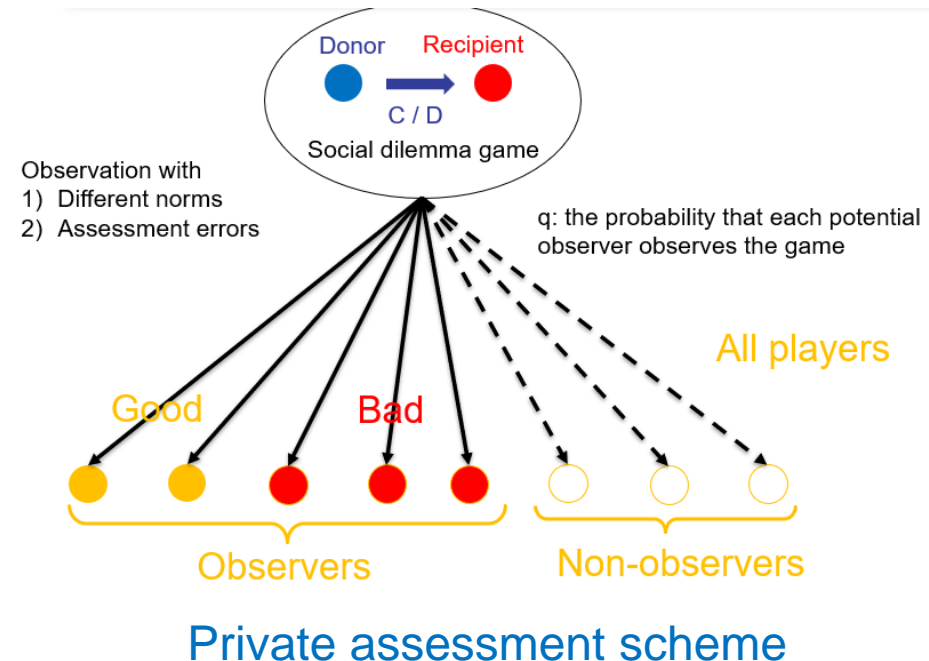 Donor
Recipient
C / D
Social dilemma game
Observation with
1) Different norms
2) Assessment errors
q: the probability that each potential
observer observes the game
All players
Good
Bad
Observers
Non-observers
Private assessment scheme